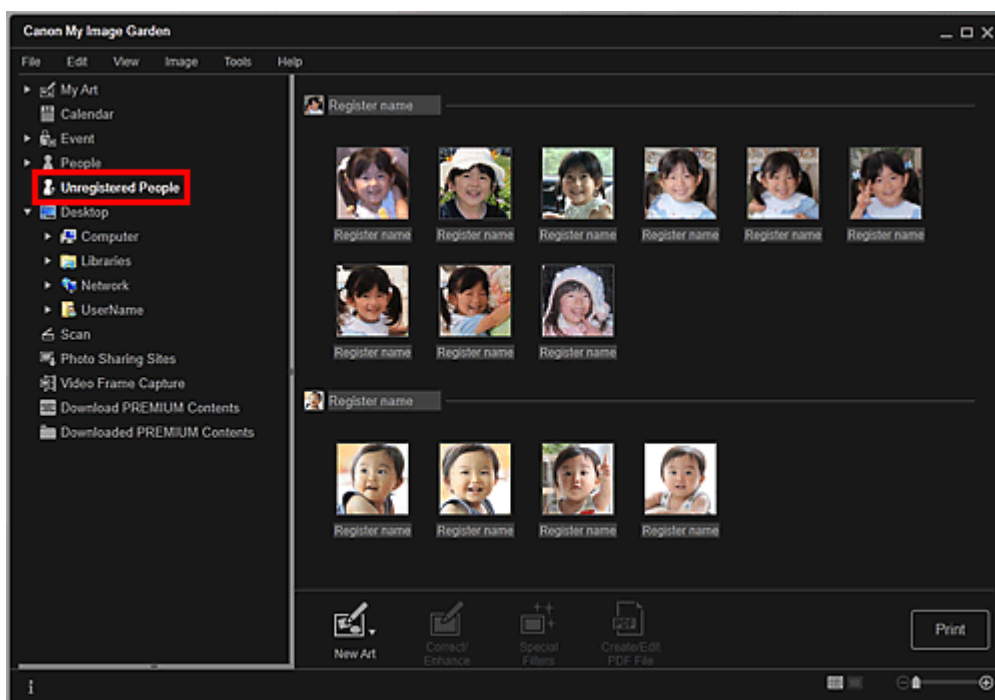 Canon My Image Garden
File Edit View Image Tools Help
My Art
Calendar
Event
People
Unregistered People
Desktop
Computer
Libraries
Network
UserName
Scan
Photo Sharing Sites
Video Frame Capture
Download PREMIUM Contents
Downloaded PREMIUM Contents
Register name
Register name Register name Register name Register name Register name Register name
Register name Register name Register name
Register name
Register name Register name Register name Register name
New Art
Correct/
Enhance
Special
Filters
PDF
Create/Edit
PDF File
Print